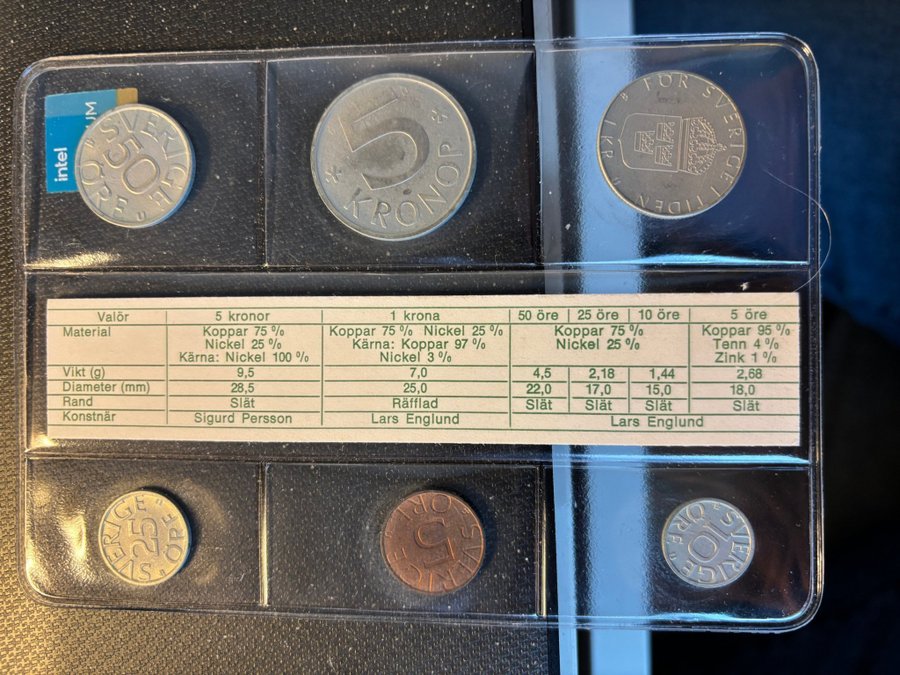 intel
UM
50
SVERIGE
ÖRE U
5
KRONOR
FÖR SVERIGE I TIDEN
1 KR
U
Valör 5 kronor 1 krona 50 öre 25 öre 10 öre 5 öre
Material Koppar 75 % Koppar 75 % Nickel 25 % Koppar 75 % Koppar 95 %
Nickel 25 % Kärna: Koppar 97 % Nickel 25 % Tenn 4 %
Kärna: Nickel 100 % Nickel 3 % Zink 1 %
Vikt (g) 9,5 7,0 4,5 2,18 1,44 2,68
Diameter (mm) 28,5 25,0 22,0 17,0 15,0 18,0
Rand Slät Räfflad Slät Slät Slät Slät
Konstnär Sigurd Persson Lars Englund Lars Englund
25
SVERIGE
ÖRE
5
ÖRE
SVERIGE
10
ÖRE
SVERIGE